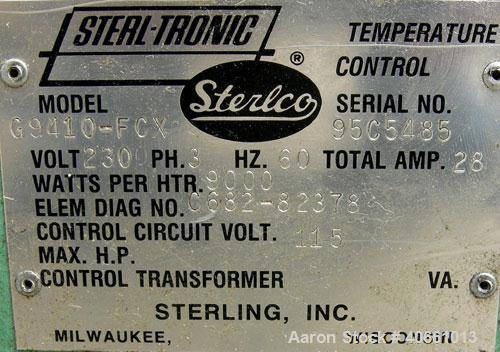 STERL-TRONIC TEMPERATURE
Sterlco ® CONTROL
MODEL SERIAL NO.
G9410-FCX 95C5485
VOLT 230 PH. 3 HZ. 60 TOTAL AMP. 28
WATTS PER HTR. 9000
ELEM DIAG NO. C682-82378
CONTROL CIRCUIT VOLT. 115
MAX. H.P.
CONTROL TRANSFORMER VA.
STERLING, INC.
MILWAUKEE,
Aaron Stock #